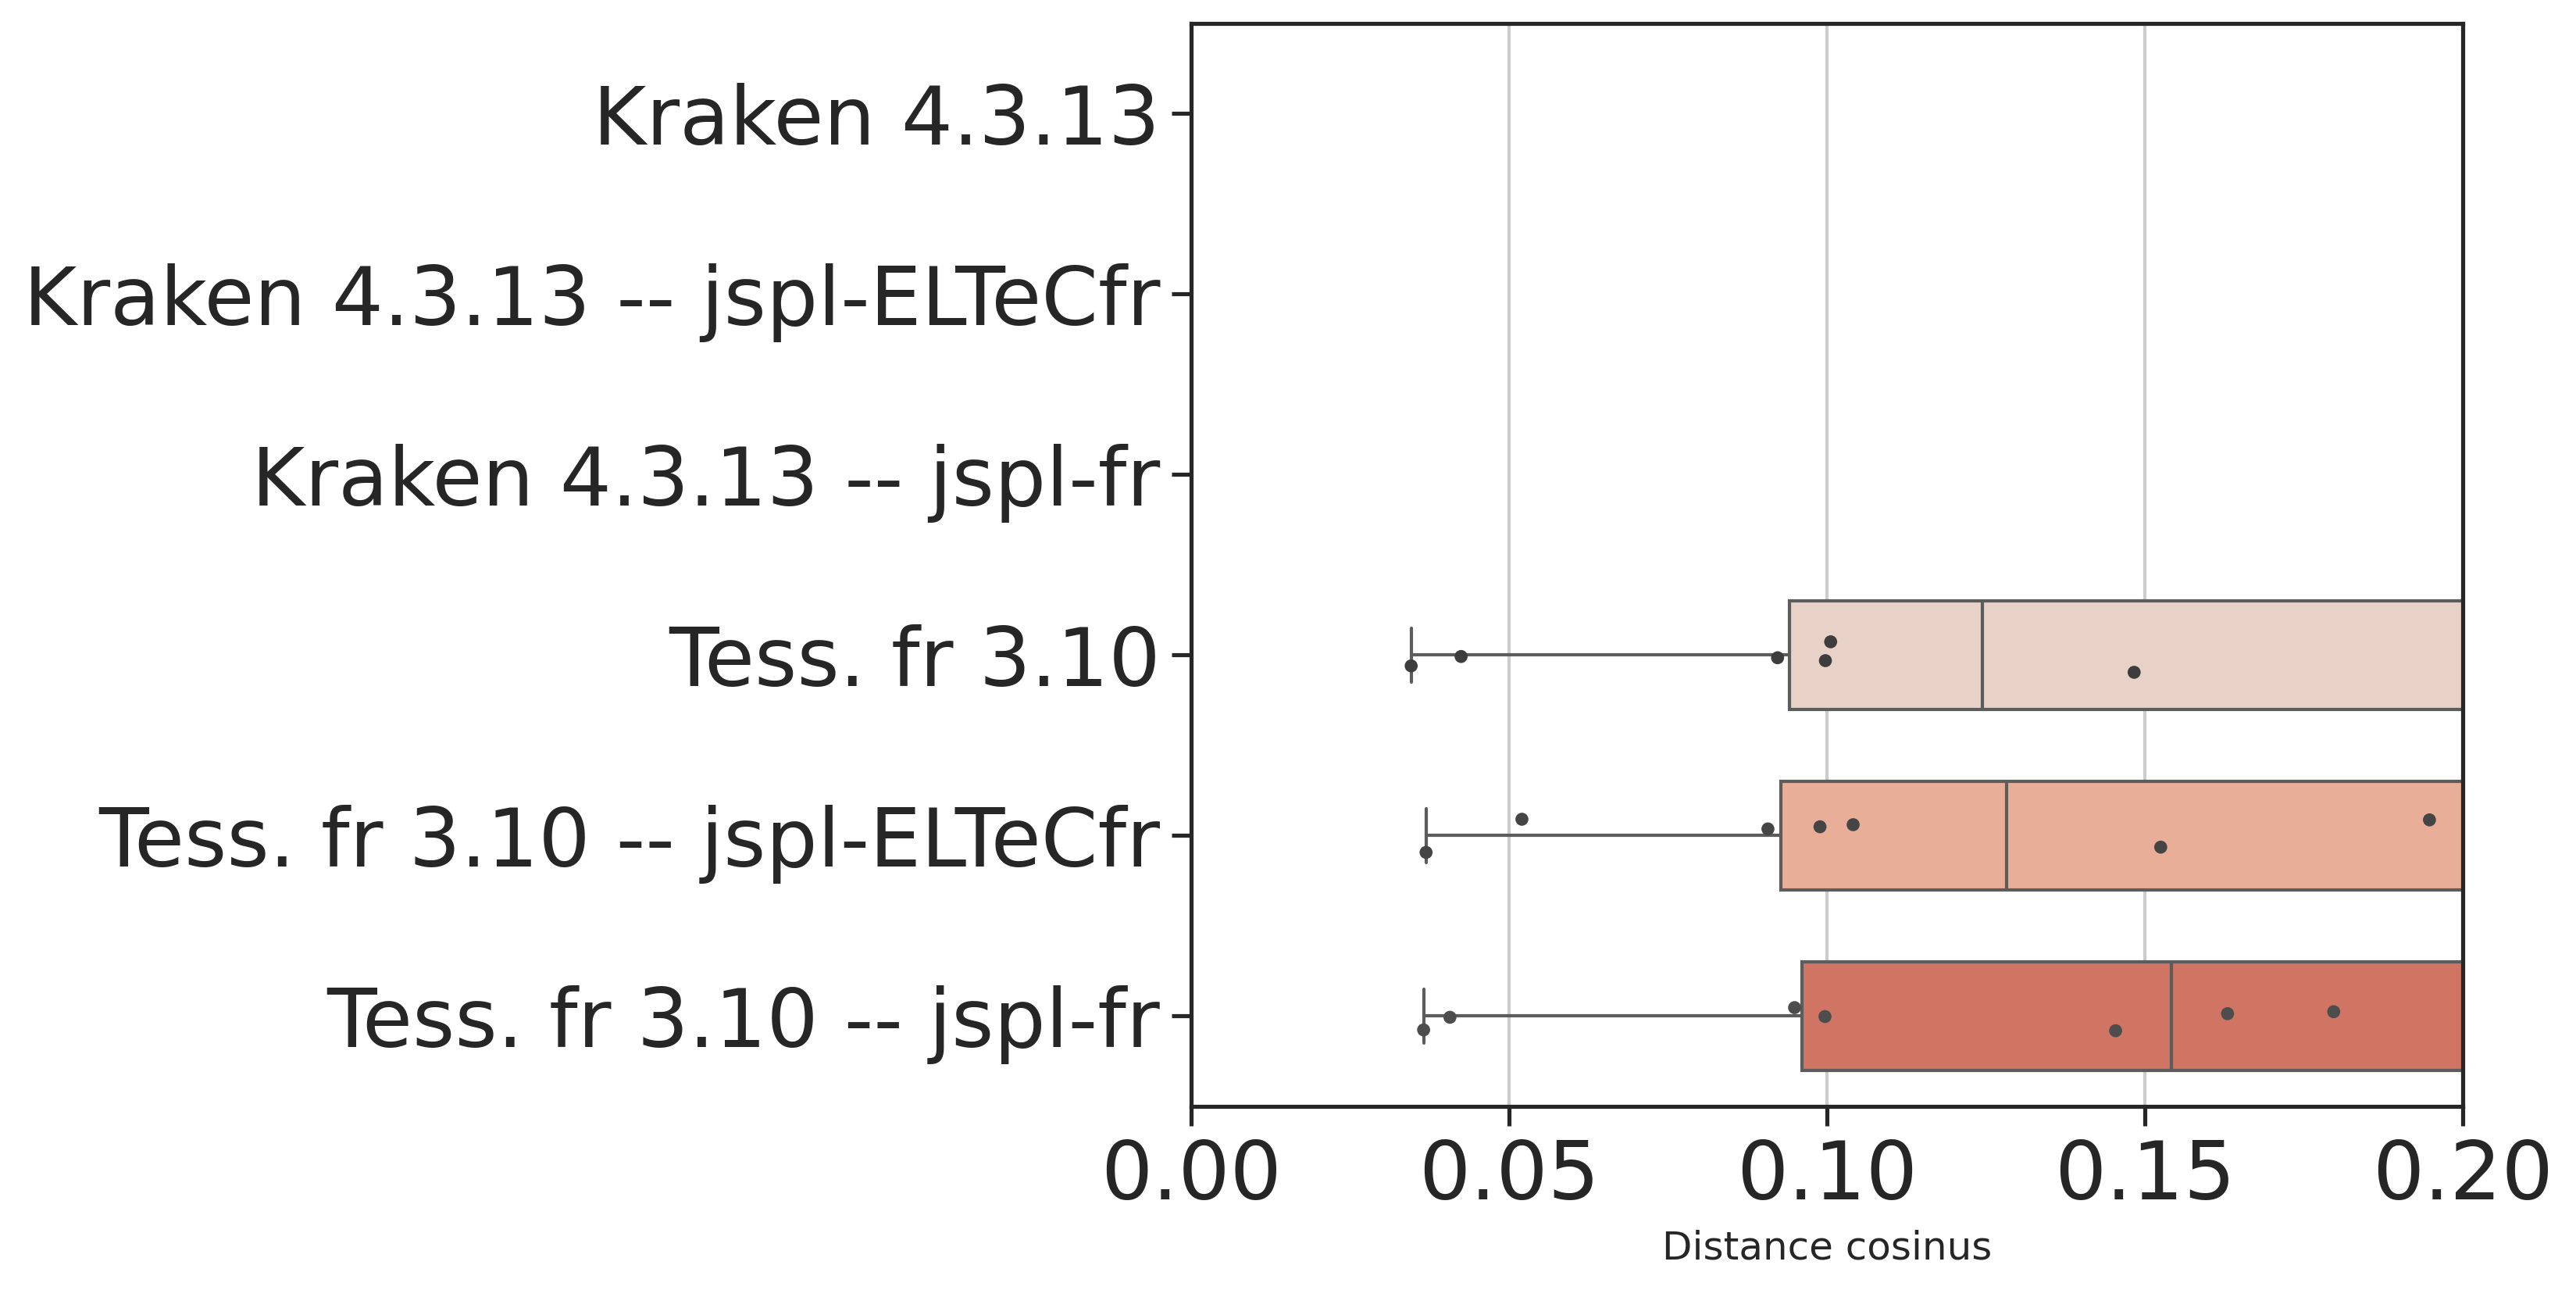 Kraken 4.3.13
Kraken 4.3.13 -- jspl-ELTeCfr
Kraken 4.3.13 -- jspl-fr
Tess. fr 3.10
Tess. fr 3.10 -- jspl-ELTeCfr
Tess. fr 3.10 -- jspl-fr
0.00 0.05 0.10 0.15 0.20
Distance cosinus